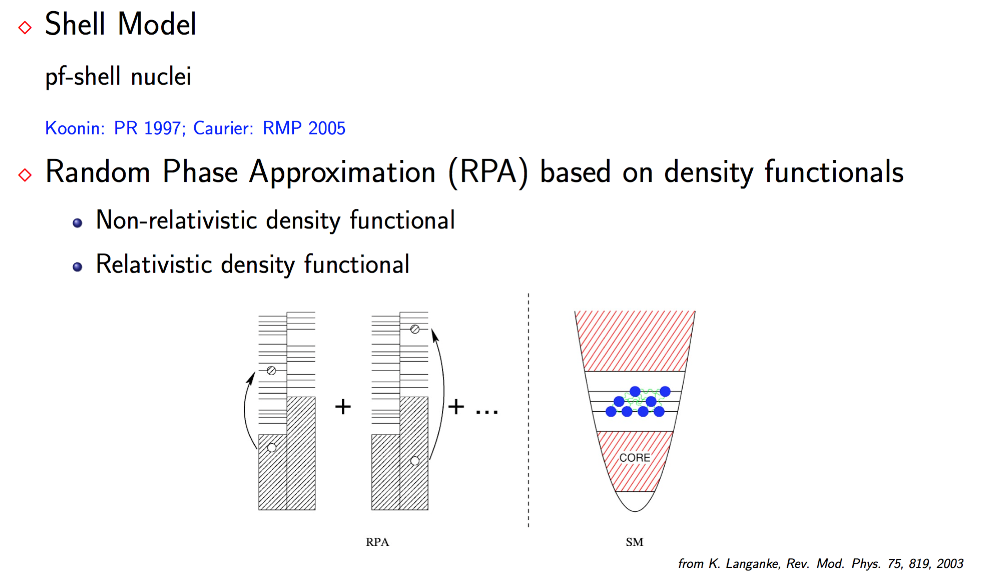 Shell Model
pf-shell nuclei
Koonin: PR 1997; Caurier: RMP 2005
Random Phase Approximation (RPA) based on density functionals
Non-relativistic density functional
Relativistic density functional
+
+ ...
CORE
RPA
SM
from K. Langanke, Rev. Mod. Phys. 75, 819, 2003